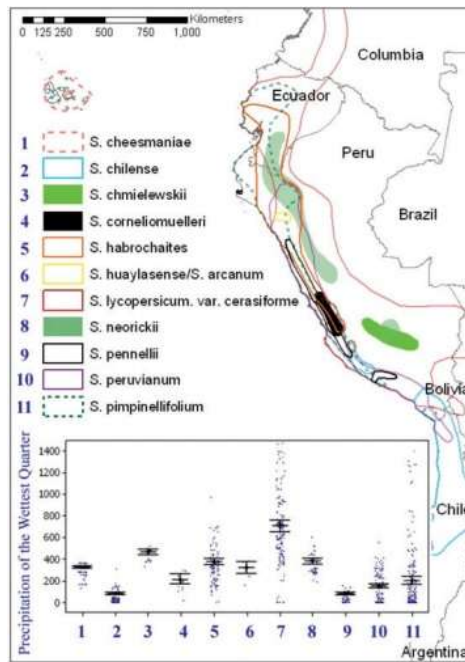 Kilometers
0 125 250 500 750 1,000
Columbia
Ecuador
Peru
Brazil
Bolivia
Chil
Argentina
1 S. cheesmaniae
2 S. chilense
3 S. chmielewskii
4 S. corneliomuelleri
5 S. habrochaites
6 S. huaylasense/S. arcanum
7 S. lycopersicum. var. cerasiforme
8 S. neorickii
9 S. pennellii
10 S. peruvianum
11 S. pimpinellifolium
Precipitation of the Wettest Quarter
1400
1200
1000
800
600
400
200
0
1 2 3 4 5 6 7 8 9 10 11